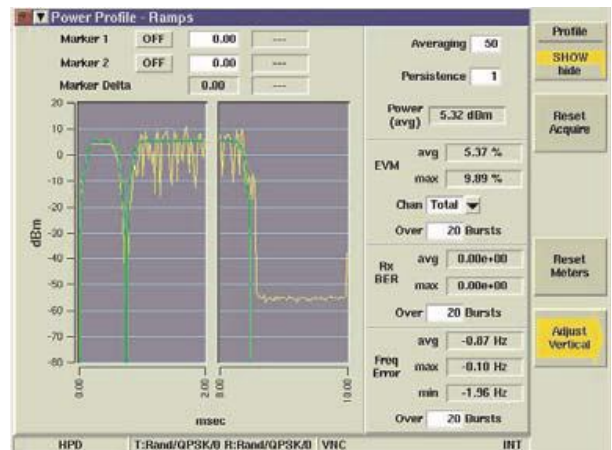 Power Profile - Ramps
Marker 1 OFF 0.00 ---
Marker 2 OFF 0.00 ---
Marker Delta 0.00 ---
20
10
0
-10
-20
-30
-40
-50
-60
-70
-80
dBm
0.00
2.00
0.00
10.00
msec
Averaging 50
Persistence 1
Power (avg) 5.32 dBm
EVM
avg 5.37 %
max 9.89 %
Chan Total
Over 20 Bursts
Rx BER
avg 0.00e+00
max 0.00e+00
Over 20 Bursts
Freq Error
avg -0.87 Hz
max -0.10 Hz
min -1.96 Hz
Over 20 Bursts
Profile
SHOW
hide
Reset Acquire
Reset Meters
Adjust Vertical
HPD T:Rand/QPSK/0 R:Rand/QPSK/0 VNC INT